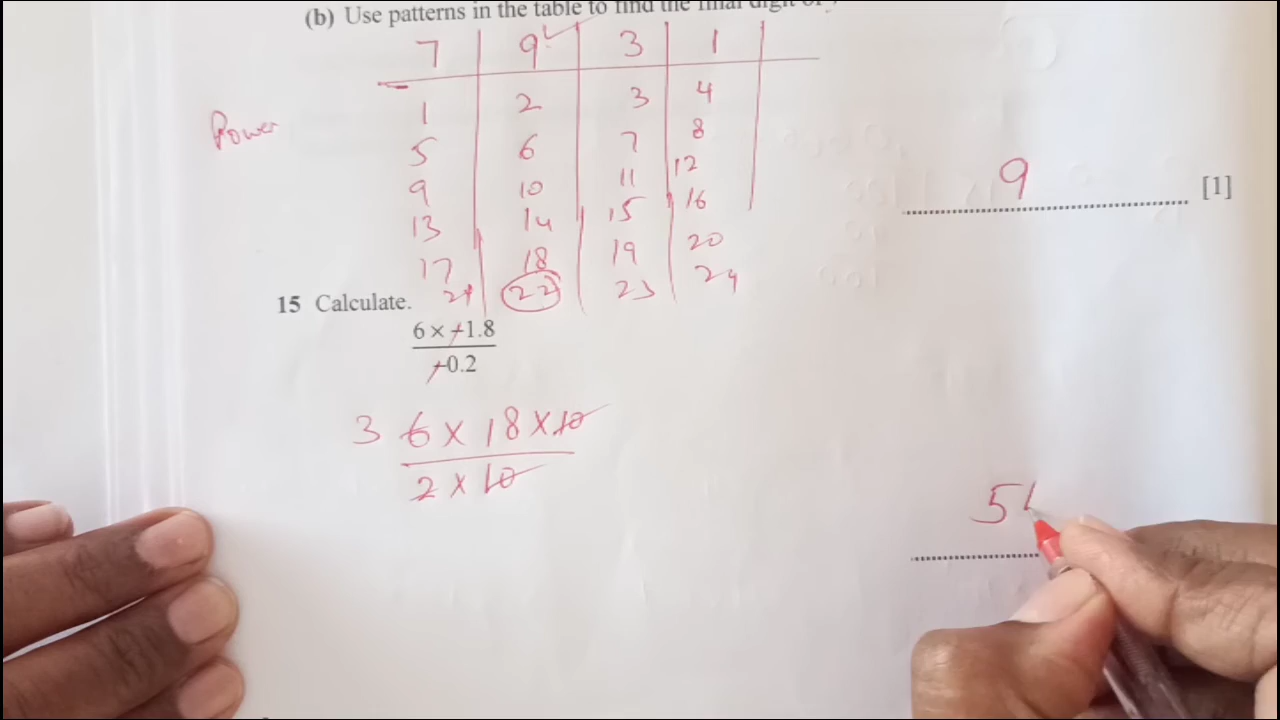 (b) Use patterns in the table to find the final digit of
7 9 3 1
Power
1 2 3 4
5 6 7 8
9 10 11 12
13 14 15 16
17 18 19 20
21 22 23 24
9
[1]
15 Calculate.
6 × -1.8
-0.2
3 6 × 18 × 10
2 × 10
5